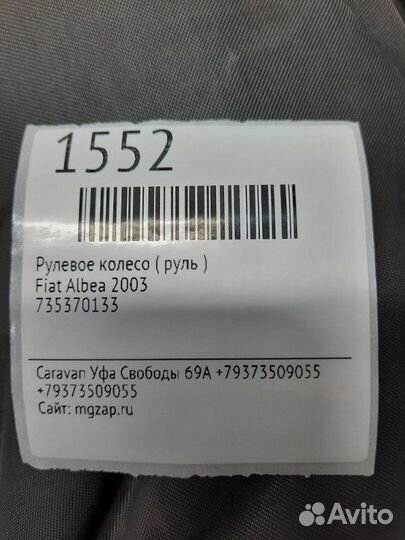 1552
Рулевое колесо ( руль )
Fiat Albea 2003
735370133
Caravan Уфа Свободы 69А +79373509055
+79373509055
Сайт: mgzap.ru
Avito